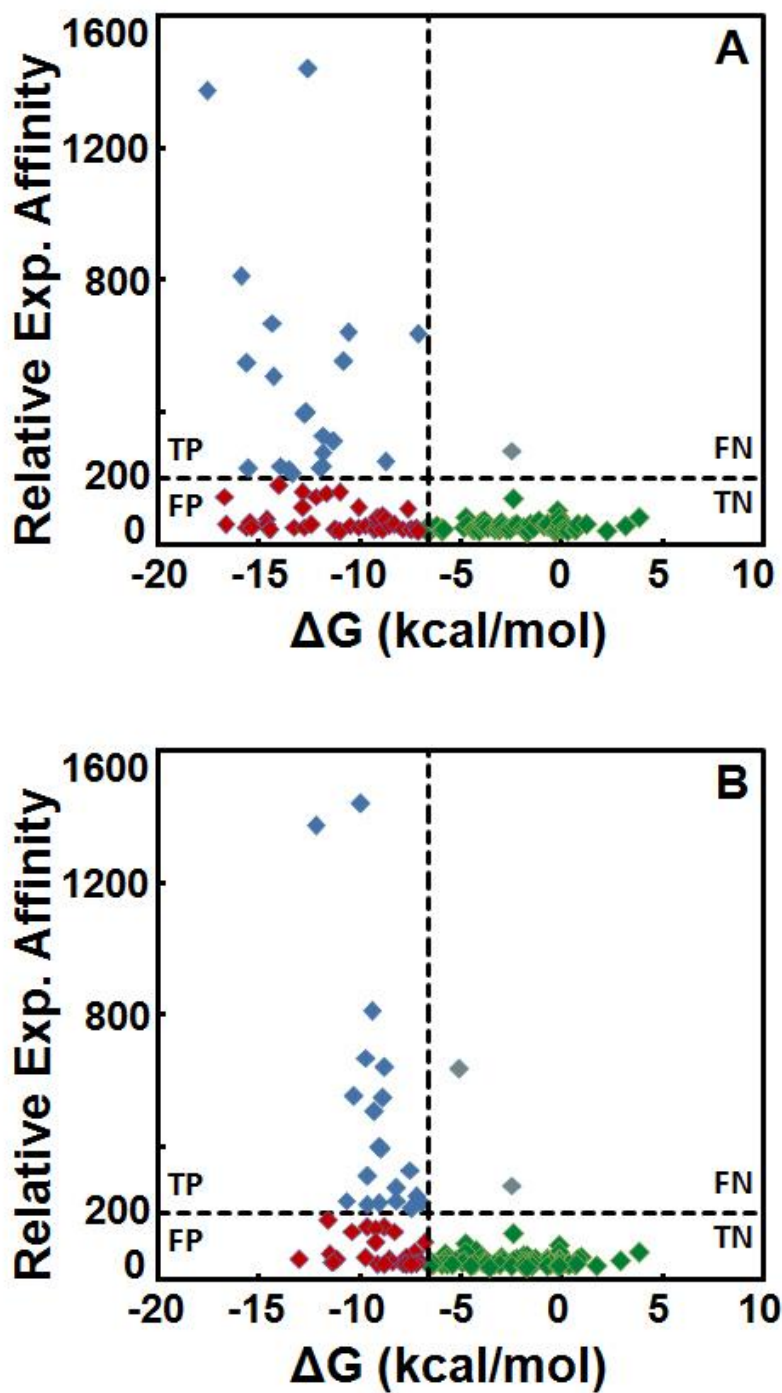 1600
A
Relative Exp. Affinity
1200
800
TP
FN
200
FP
TN
0
-20 -15 -10 -5 0 5 10
ΔG (kcal/mol)
1600
B
Relative Exp. Affinity
1200
800
TP
FN
200
FP
TN
0
-20 -15 -10 -5 0 5 10
ΔG (kcal/mol)